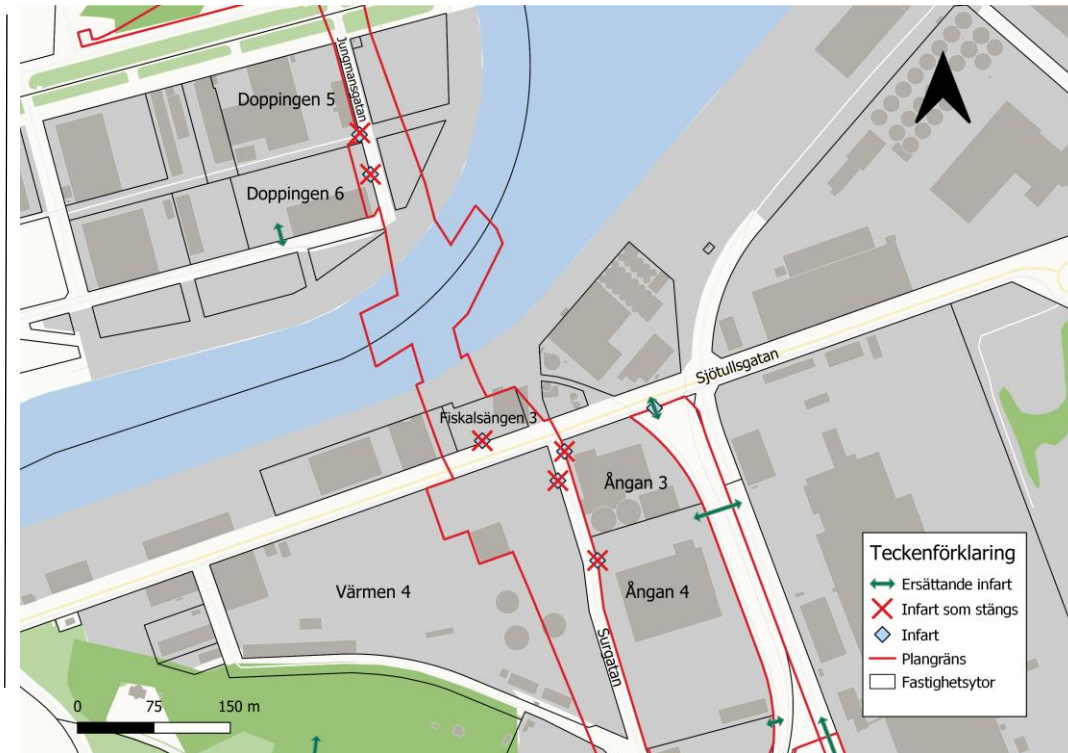 Jungmansgatan
Doppingen 5
Doppingen 6
Sjötullsgatan
Fiskalsängen 3
Ångan 3
Värmen 4
Ångan 4
Surgatan
Teckenförklaring
Ersättande infart
Infart som stängs
Infart
Plangräns
Fastighetsytor
0 75 150 m